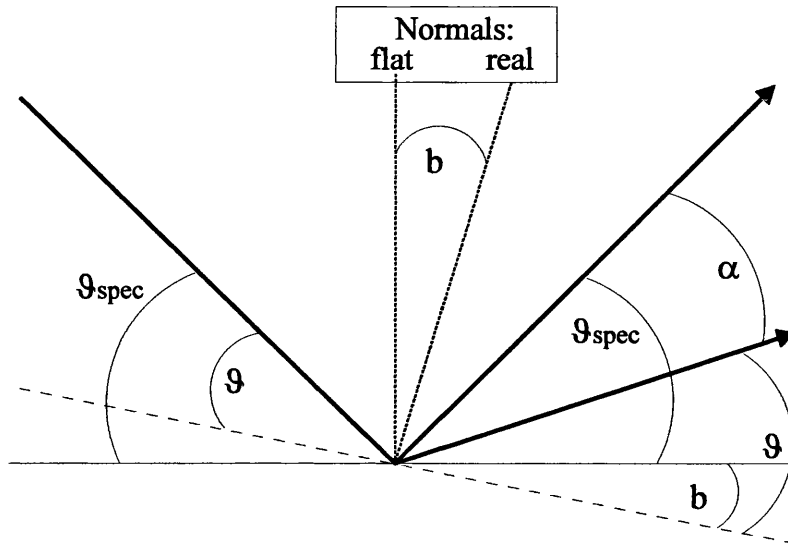 Normals:
flat real
b
α
ϑspec
ϑspec
ϑ
ϑ
b